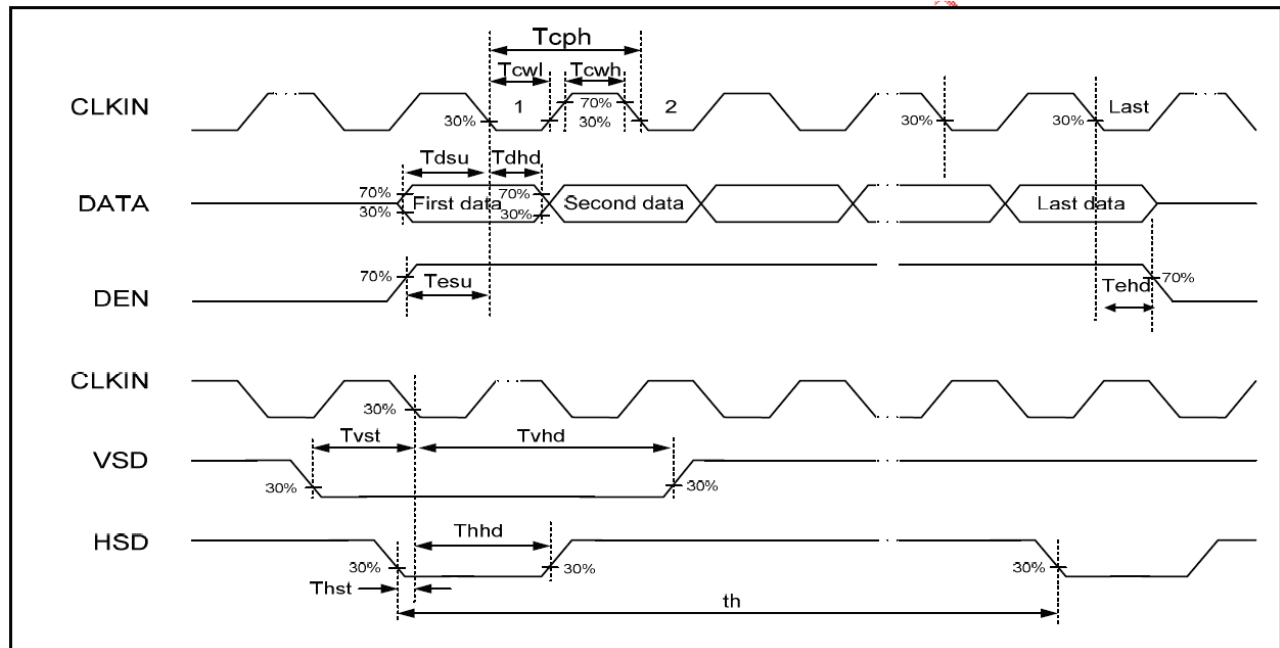 Tcph
Tcwl Tcwh
CLKIN 30% 1 70% 30% 2 30% 30% Last
Tdsu Tdhd
DATA 70% 30% First data 70% 30% Second data Last data
DEN 70% Tesu Tehd 70%
CLKIN 30%
Tvst Tvhd
VSD 30% 30%
HSD Thhd
30% 30% 30%
Thst
th